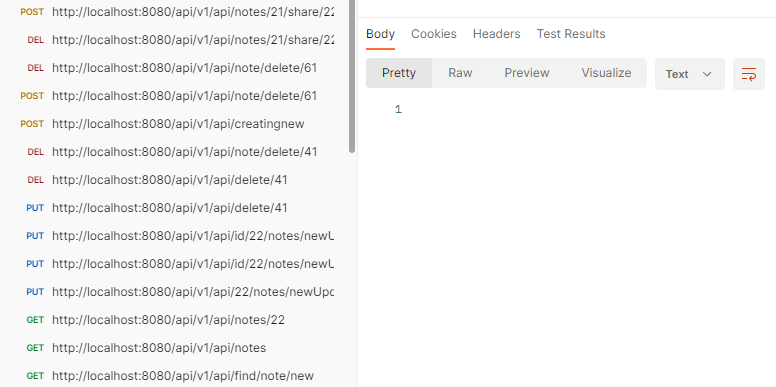 POST http://localhost:8080/api/v1/api/notes/21/share/22
DEL http://localhost:8080/api/v1/api/notes/21/share/22
DEL http://localhost:8080/api/v1/api/note/delete/61
POST http://localhost:8080/api/v1/api/note/delete/61
POST http://localhost:8080/api/v1/api/creatingnew
DEL http://localhost:8080/api/v1/api/note/delete/41
DEL http://localhost:8080/api/v1/api/delete/41
PUT http://localhost:8080/api/v1/api/delete/41
PUT http://localhost:8080/api/v1/api/id/22/notes/newU
PUT http://localhost:8080/api/v1/api/id/22/notes/newU
PUT http://localhost:8080/api/v1/api/22/notes/newUpd
GET http://localhost:8080/api/v1/api/notes/22
GET http://localhost:8080/api/v1/api/notes
GET http://localhost:8080/api/v1/api/find/note/new
Body Cookies Headers Test Results
Pretty Raw Preview Visualize Text
1